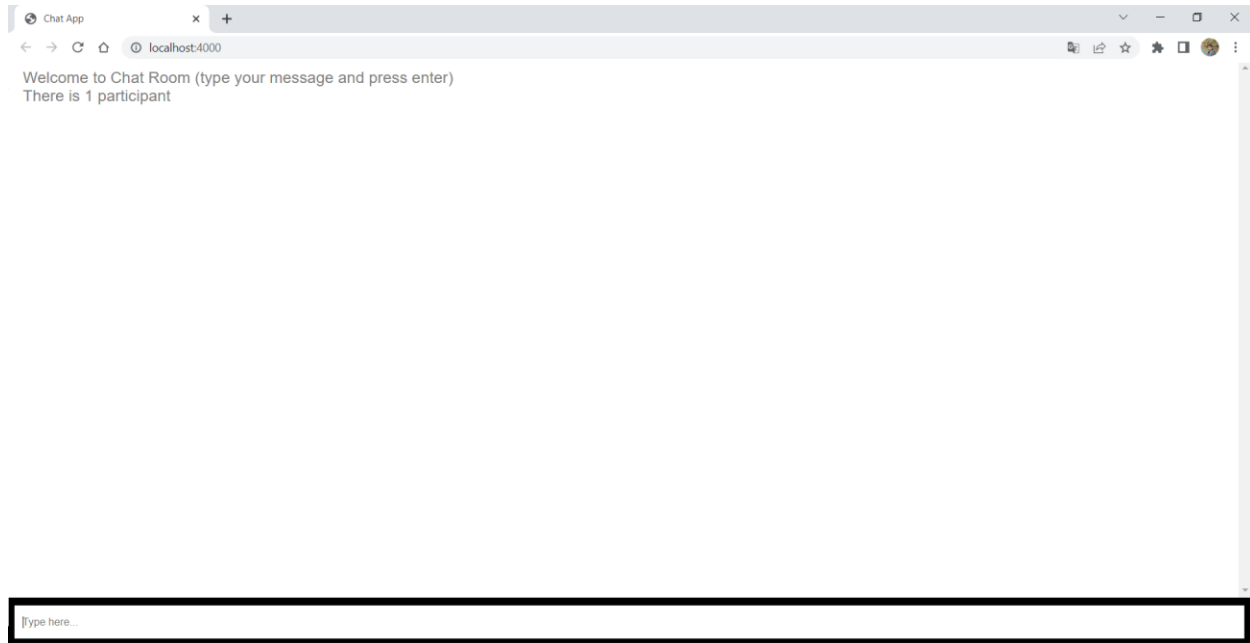 Chat App
localhost:4000
Welcome to Chat Room (type your message and press enter)
There is 1 participant
Type here...